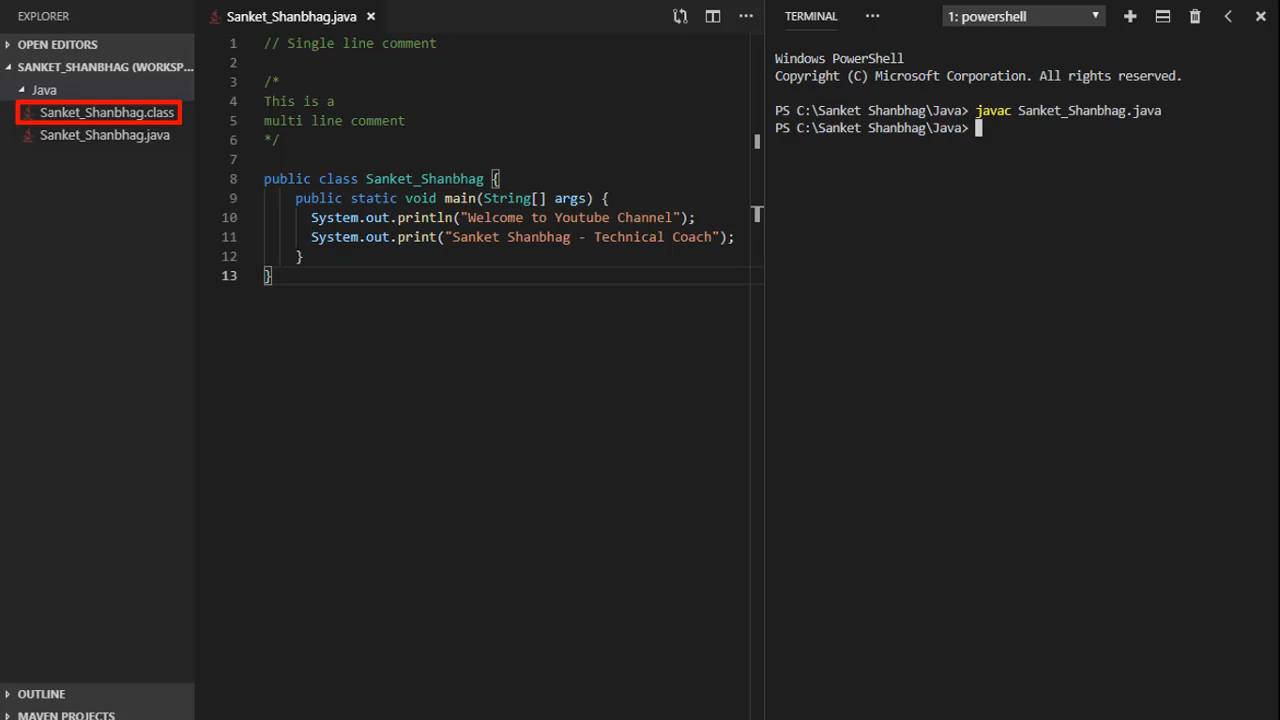 EXPLORER
OPEN EDITORS
SANKET_SHANBHAG (WORKSP...
Java
Sanket_Shanbhag.class
Sanket_Shanbhag.java
OUTLINE
MAVEN PROJECTS
Sanket_Shanbhag.java
1 // Single line comment
2
3 /*
4 This is a
5 multi line comment
6 */
7
8 public class Sanket_Shanbhag {
9 public static void main(String[] args) {
10 System.out.println("Welcome to Youtube Channel");
11 System.out.print("Sanket Shanbhag - Technical Coach");
12 }
13 }
TERMINAL ... 1: powershell
Windows PowerShell
Copyright (C) Microsoft Corporation. All rights reserved.
PS C:\Sanket Shanbhag\Java> javac Sanket_Shanbhag.java
PS C:\Sanket Shanbhag\Java>